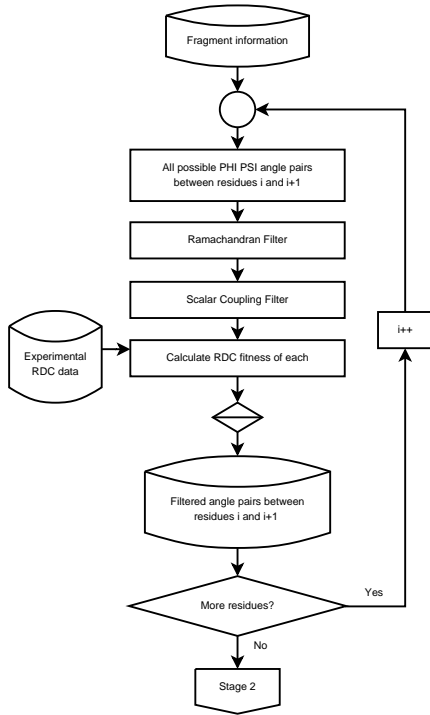 Fragment information
All possible PHI PSI angle pairs
between residues i and i+1
Ramachandran Filter
Scalar Coupling Filter
i++
Experimental
RDC data
Calculate RDC fitness of each
Filtered angle pairs between
residues i and i+1
More residues?
Yes
No
Stage 2